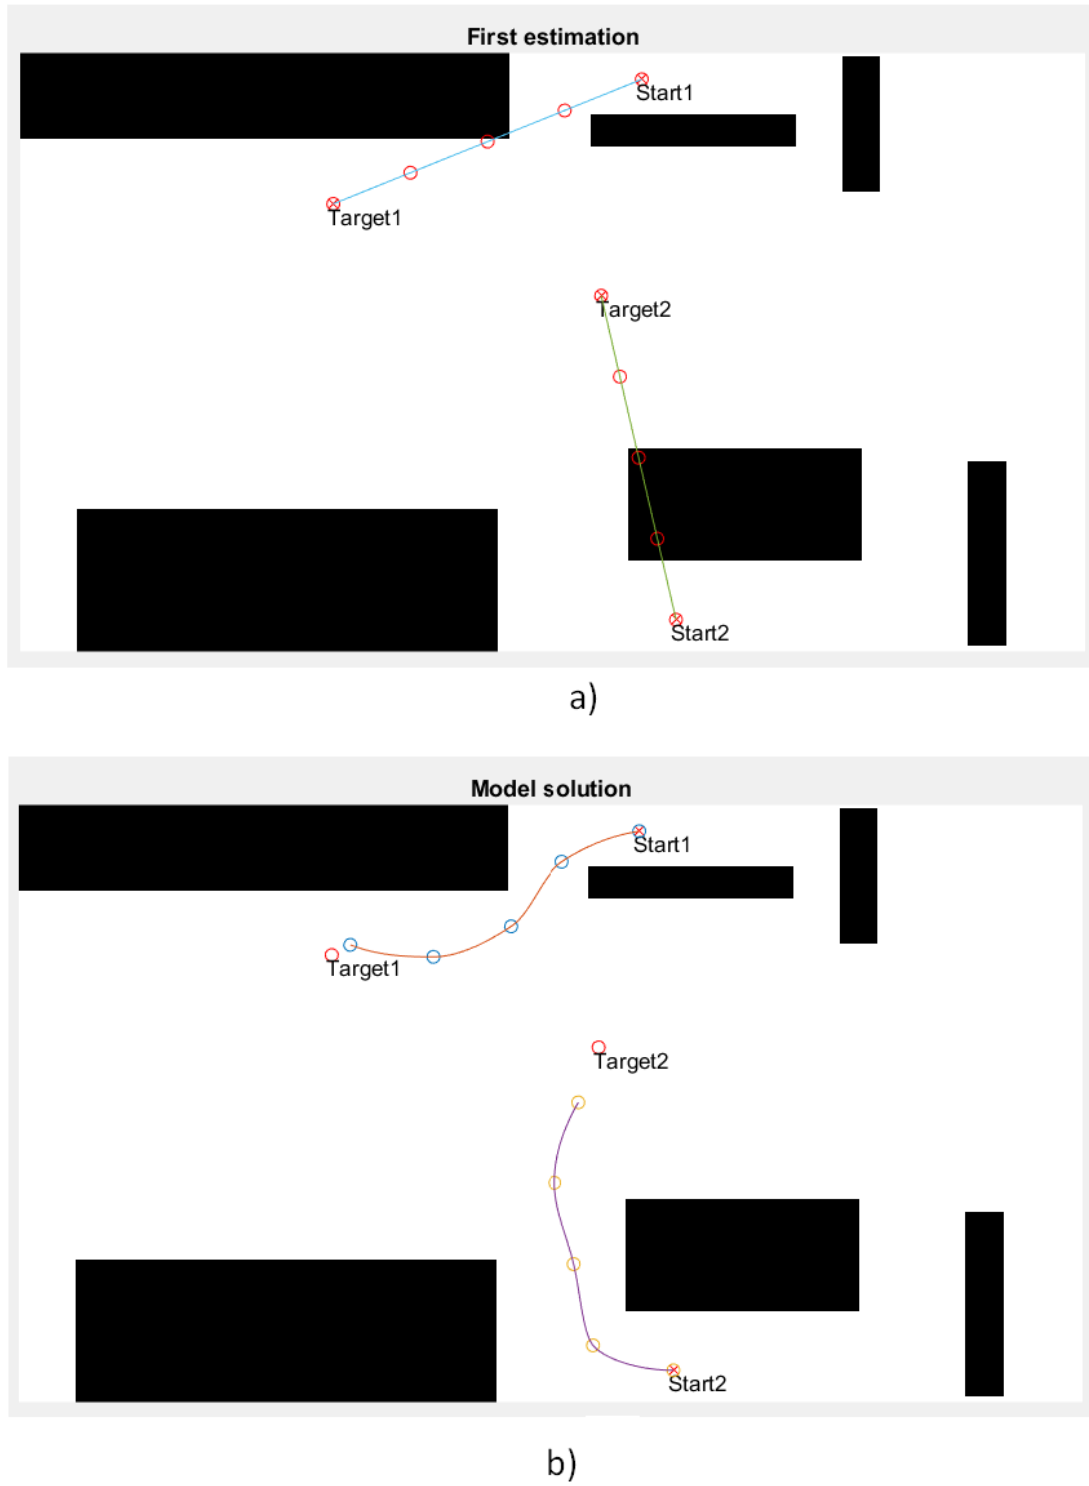 First estimation
Start1
Target1
Target2
Start2
a)
Model solution
Start1
Target1
Target2
Start2
b)